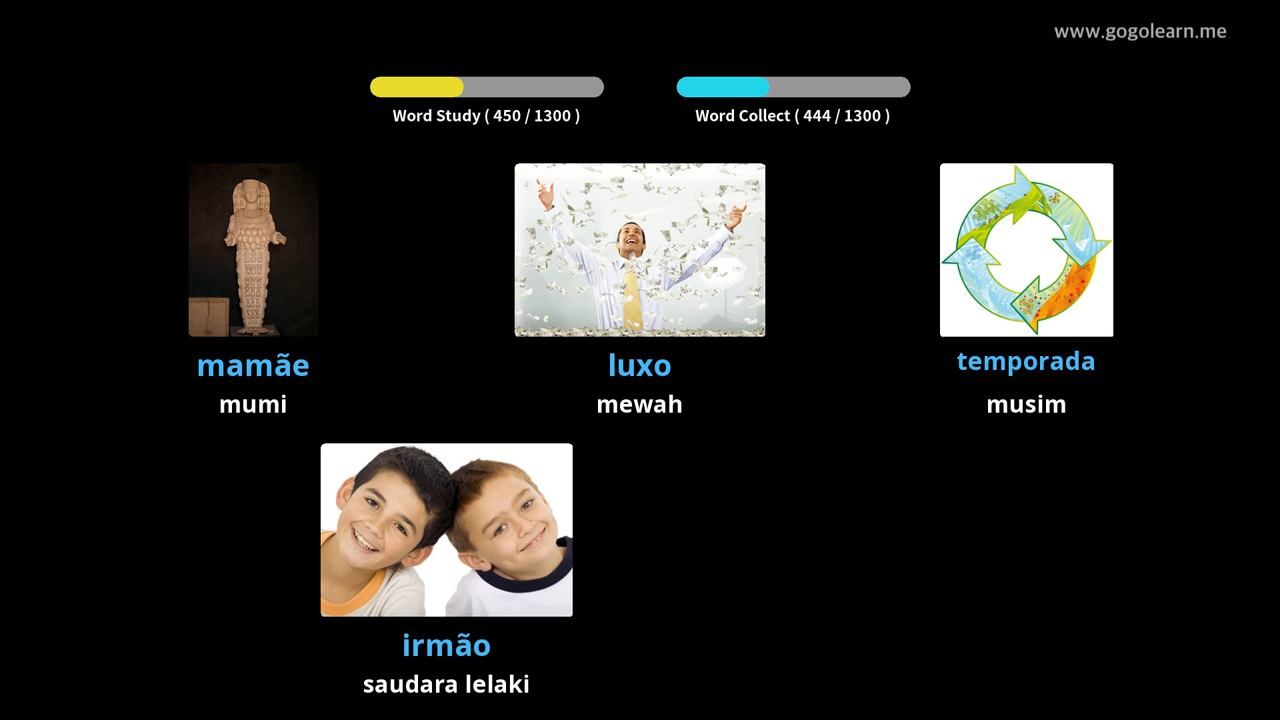 www.gogolearn.me
Word Study ( 450 / 1300 )
Word Collect ( 444 / 1300 )
mamãe
mumi
luxo
mewah
temporada
musim
irmão
saudara lelaki